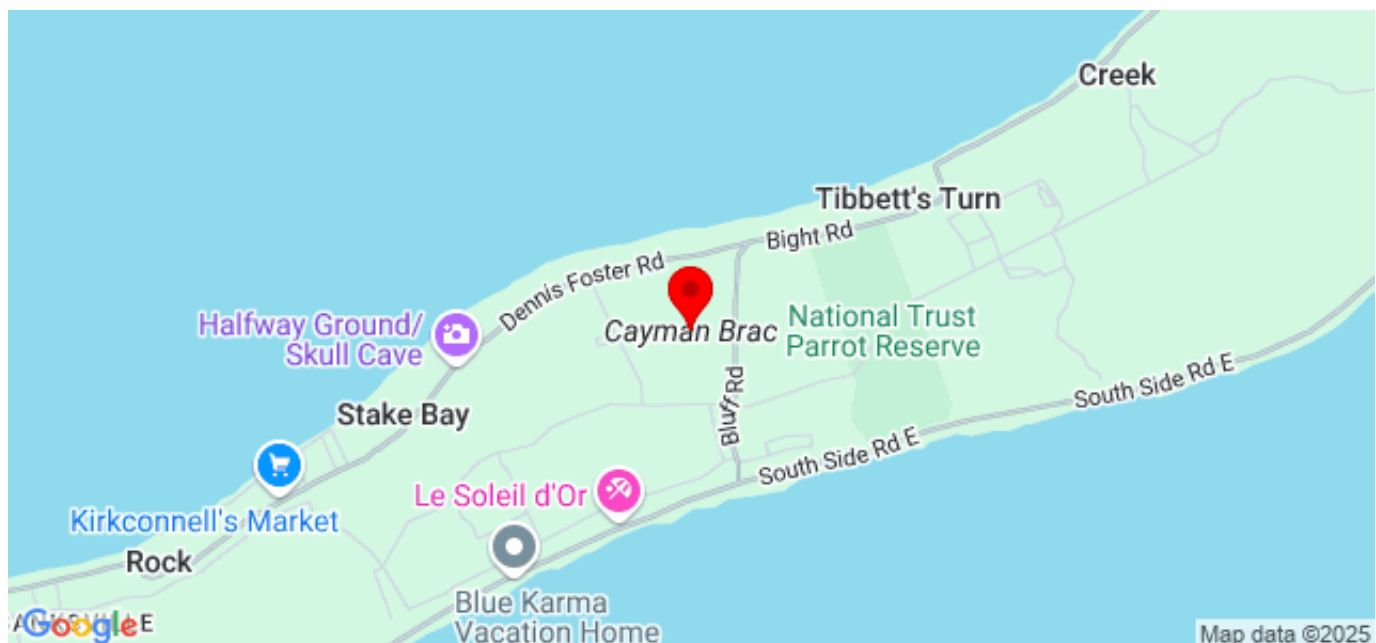 Creek
Tibbett's Turn
Bight Rd
Dennis Foster Rd
Halfway Ground/
Skull Cave
Cayman Brac
National Trust
Parrot Reserve
Bluff Rd
South Side Rd E
Stake Bay
South Side Rd E
Le Soleil d'Or
Kirkconnell's Market
Rock
Blue Karma
Vacation Home
Google
Map data ©2025